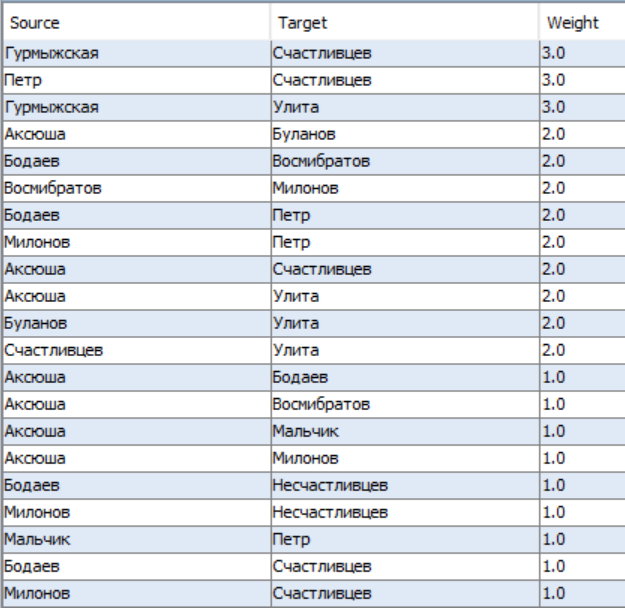 Source Target Weight
Гурмыжская Счастливцев 3.0
Петр Счастливцев 3.0
Гурмыжская Улита 3.0
Аксюша Буланов 2.0
Бодаев Восмибратов 2.0
Восмибратов Милонов 2.0
Бодаев Петр 2.0
Милонов Петр 2.0
Аксюша Счастливцев 2.0
Аксюша Улита 2.0
Буланов Улита 2.0
Счастливцев Улита 2.0
Аксюша Бодаев 1.0
Аксюша Восмибратов 1.0
Аксюша Мальчик 1.0
Аксюша Милонов 1.0
Бодаев Несчастливцев 1.0
Милонов Несчастливцев 1.0
Мальчик Петр 1.0
Бодаев Счастливцев 1.0
Милонов Счастливцев 1.0